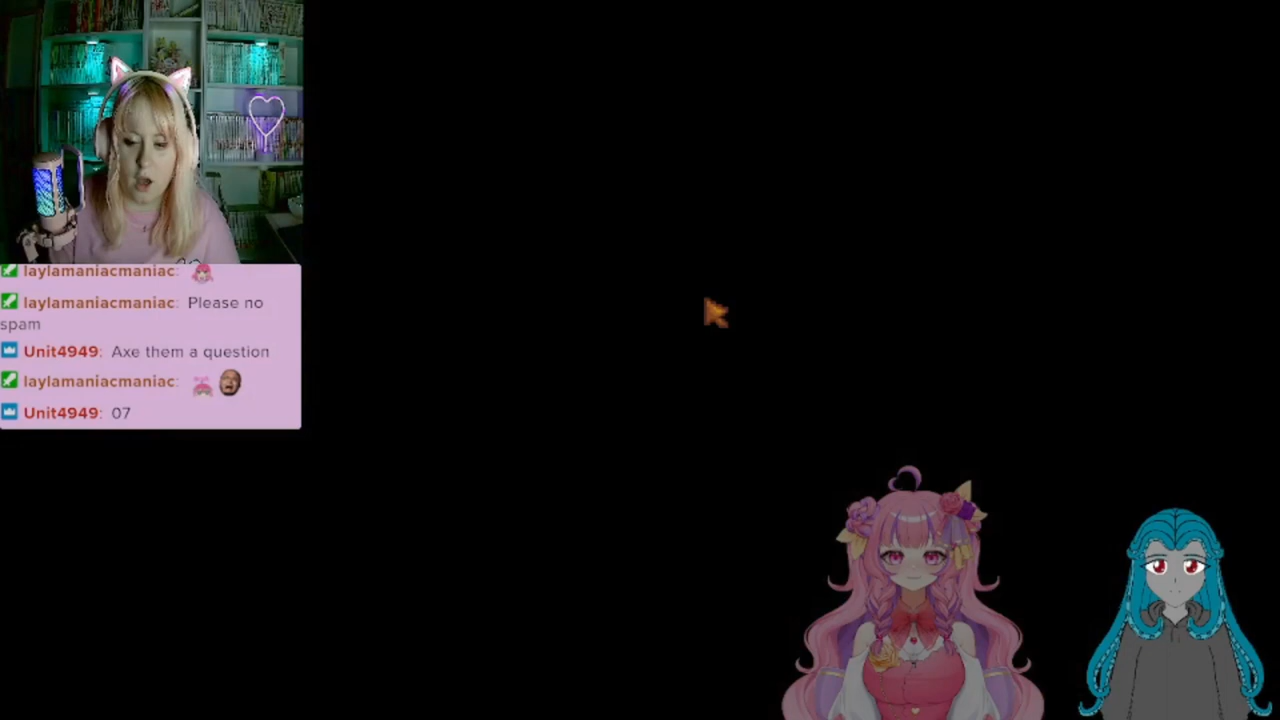 laylamaniacmaniac:
laylamaniacmaniac: Please no
spam
Unit4949: Axe them a question
laylamaniacmaniac:
Unit4949: 07